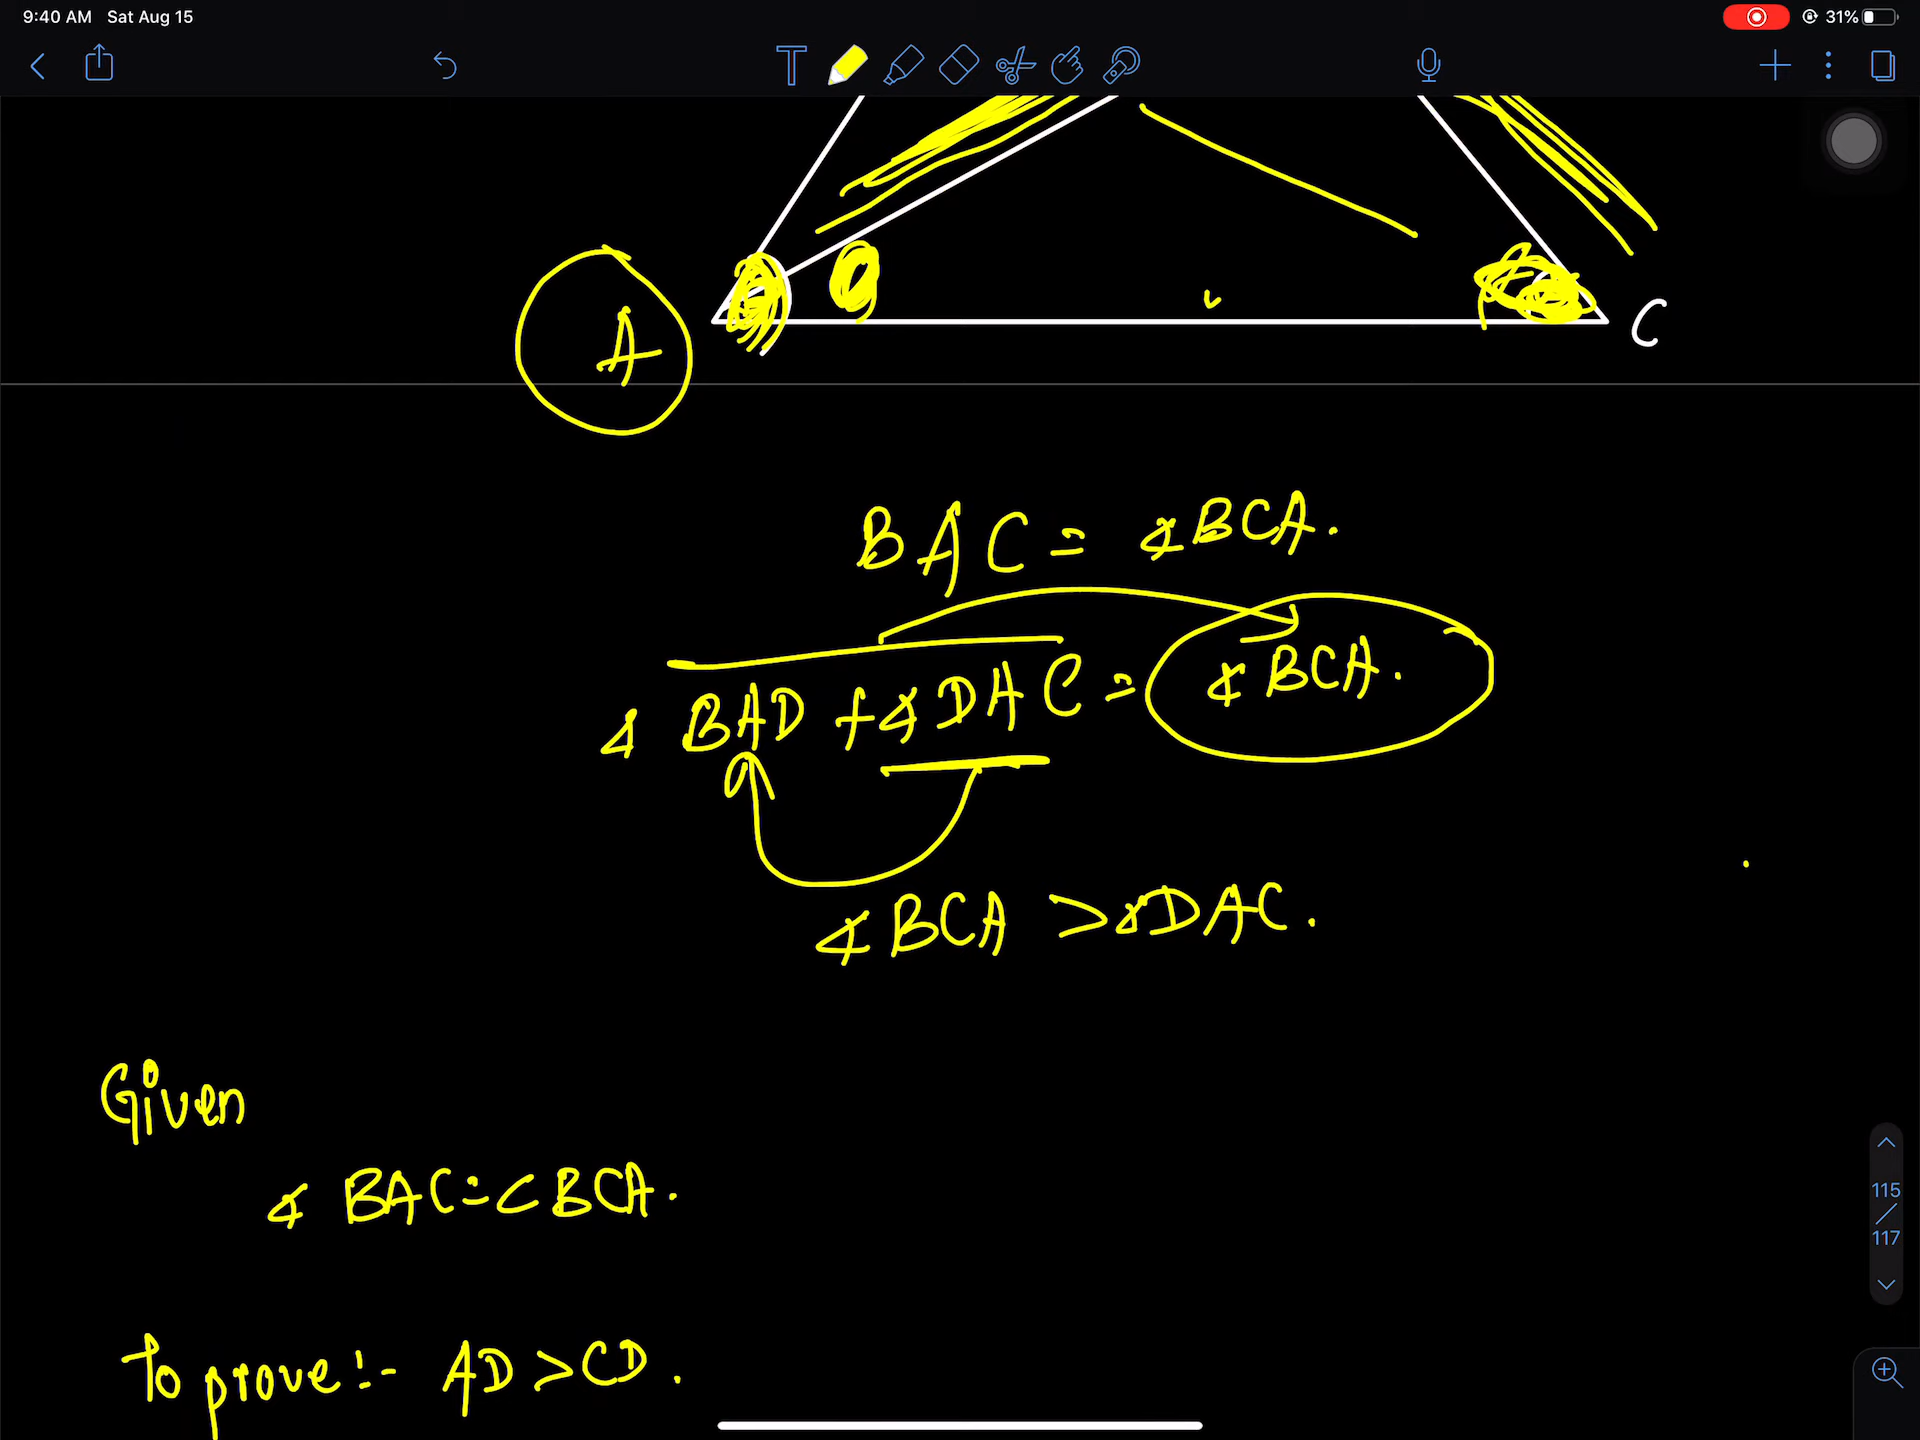 9:40 AM Sat Aug 15
31%
T
A
C
BAC = ∡BCA.
∡BAD + ∡DAC = ∡BCA.
∡BCA > ∡DAC.
Given
∡BAC = <BCA.
115
/
117
To prove :- AD > CD.